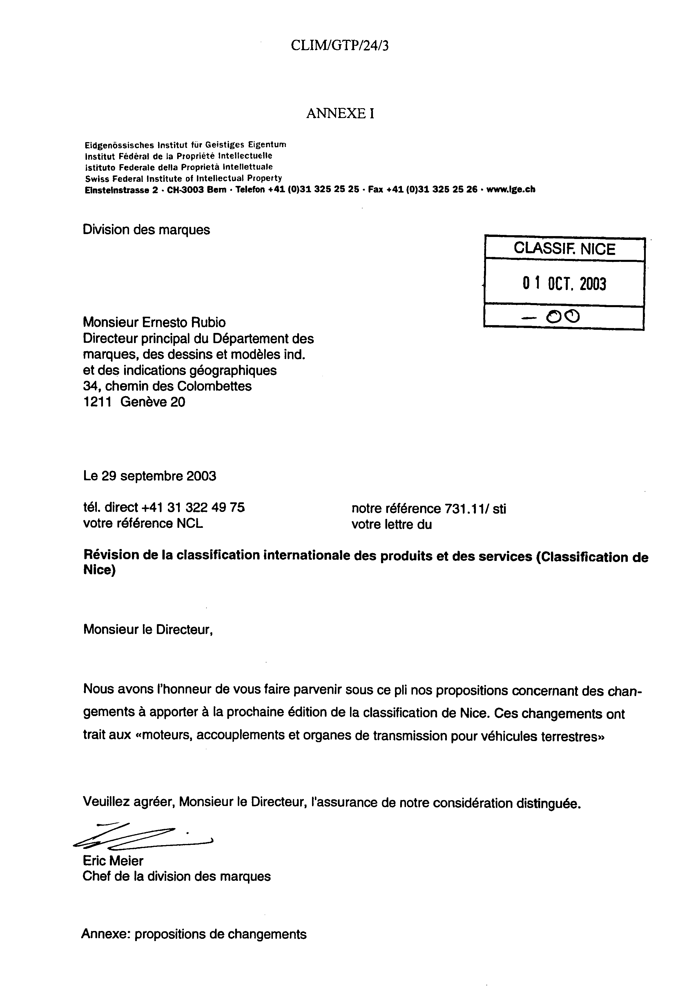 CLIM/GTP/24/3
ANNEXE I
Eidgenössisches Institut für Geistiges Eigentum
Institut Fédéral de la Propriété Intellectuelle
Istituto Federale della Proprietà Intellettuale
Swiss Federal Institute of Intellectual Property
Einsteinstrasse 2 · CH-3003 Bern · Telefon +41 (0)31 325 25 25 · Fax +41 (0)31 325 25 26 · www.ige.ch
Division des marques
CLASSIF. NICE
01 OCT. 2003
Monsieur Ernesto Rubio
Directeur principal du Département des
marques, des dessins et modèles ind.
et des indications géographiques
34, chemin des Colombettes
1211 Genève 20
Le 29 septembre 2003
tél. direct +41 31 322 49 75 notre référence 731.11/ sti
votre référence NCL votre lettre du
Révision de la classification internationale des produits et des services (Classification de
Nice)
Monsieur le Directeur,
Nous avons l'honneur de vous faire parvenir sous ce pli nos propositions concernant des chan-
gements à apporter à la prochaine édition de la classification de Nice. Ces changements ont
trait aux «moteurs, accouplements et organes de transmission pour véhicules terrestres»
Veuillez agréer, Monsieur le Directeur, l'assurance de notre considération distinguée.
Eric Meier
Chef de la division des marques
Annexe: propositions de changements